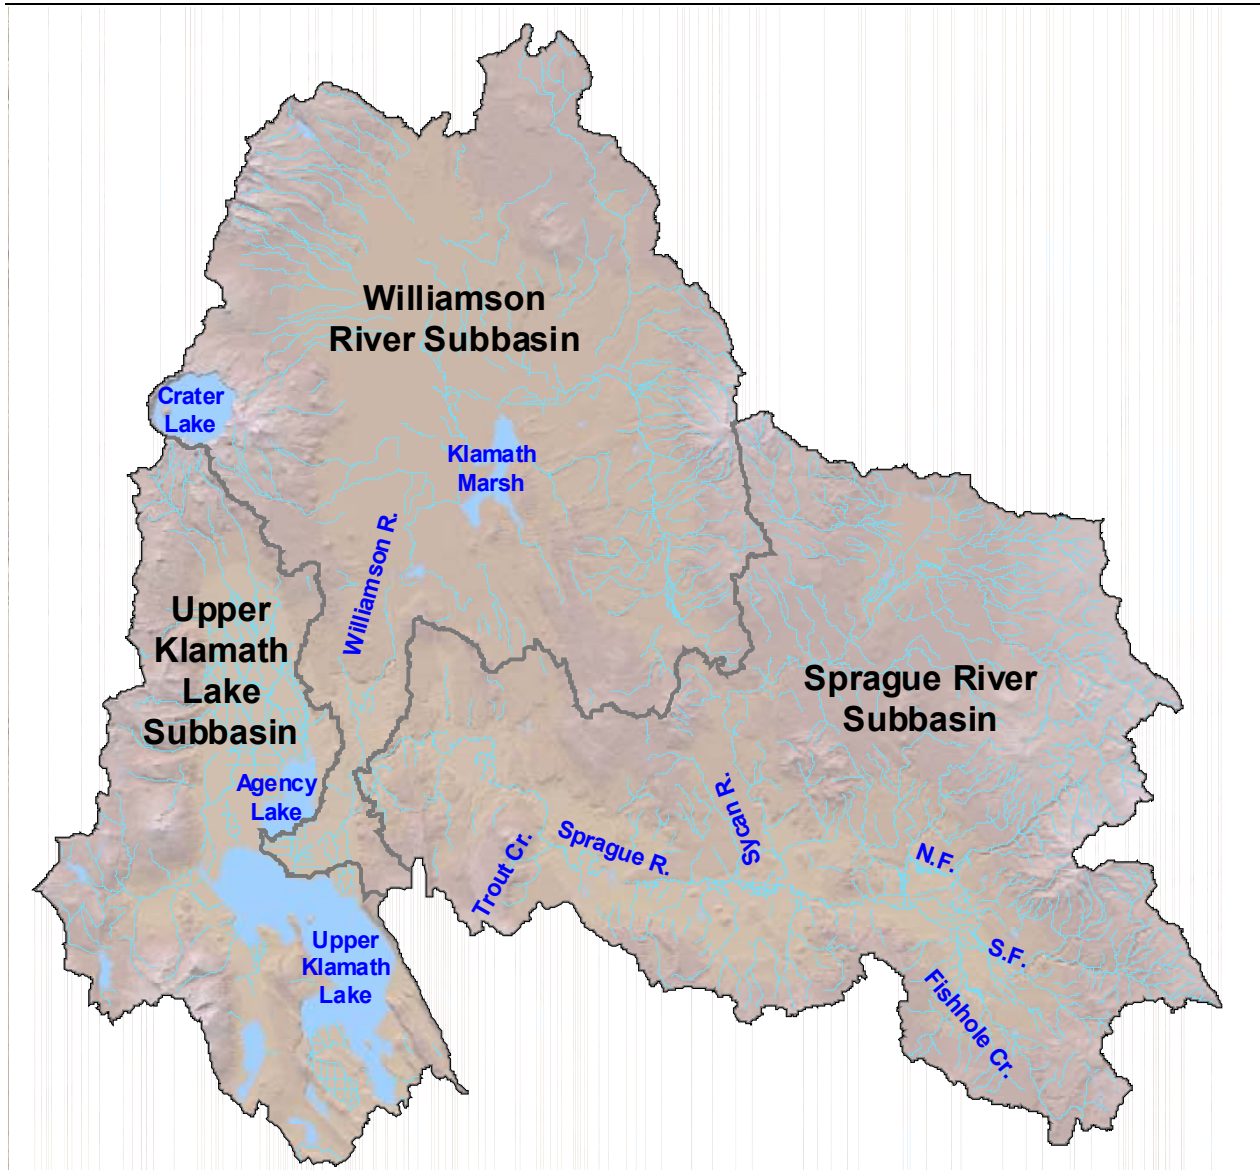 Williamson
River Subbasin
Crater
Lake
Klamath
Marsh
Williamson R.
Upper
Klamath
Lake
Subbasin
Sprague River
Subbasin
Agency
Lake
Sycan R.
Sprague R.
Trout Cr.
N.F.
S.F.
Upper
Klamath
Lake
Fishhole Cr.